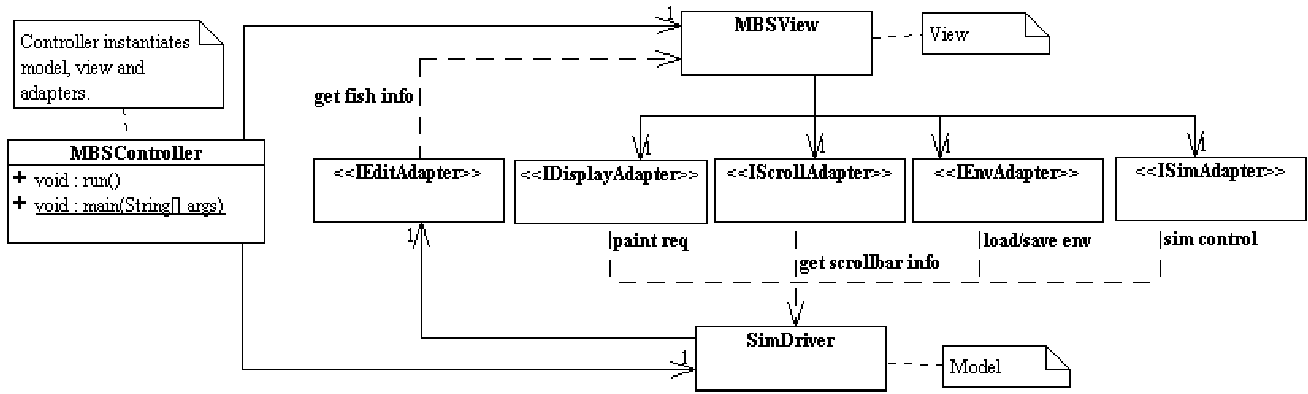 Controller instantiates
model, view and
adapters.
MBSController
+ void : run()
+ void : main(String[] args)
1
MBSView
View
get fish info
<<IEditAdapter>>
1
1
<<IDisplayAdapter>>
1
<<IScrollAdapter>>
1
<<IEnvAdapter>>
1
<<ISimAdapter>>
paint req
get scrollbar info
load/save env
sim control
1
SimDriver
Model